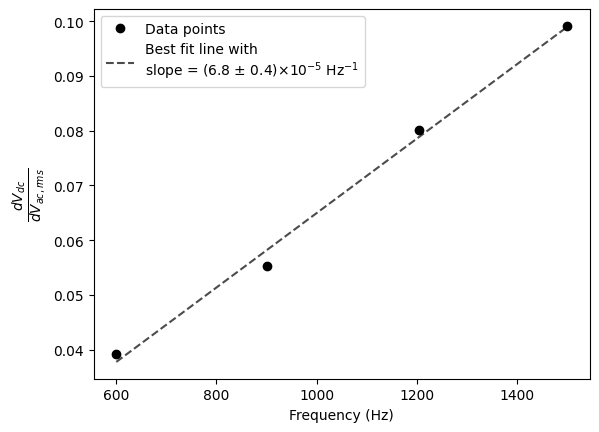 Data points
Best fit line with
slope = (6.8 ± 0.4)×10⁻⁵ Hz⁻¹
0.10
0.09
0.08
0.07
0.06
0.05
0.04
dV_dc
dV_ac,rms
600 800 1000 1200 1400
Frequency (Hz)